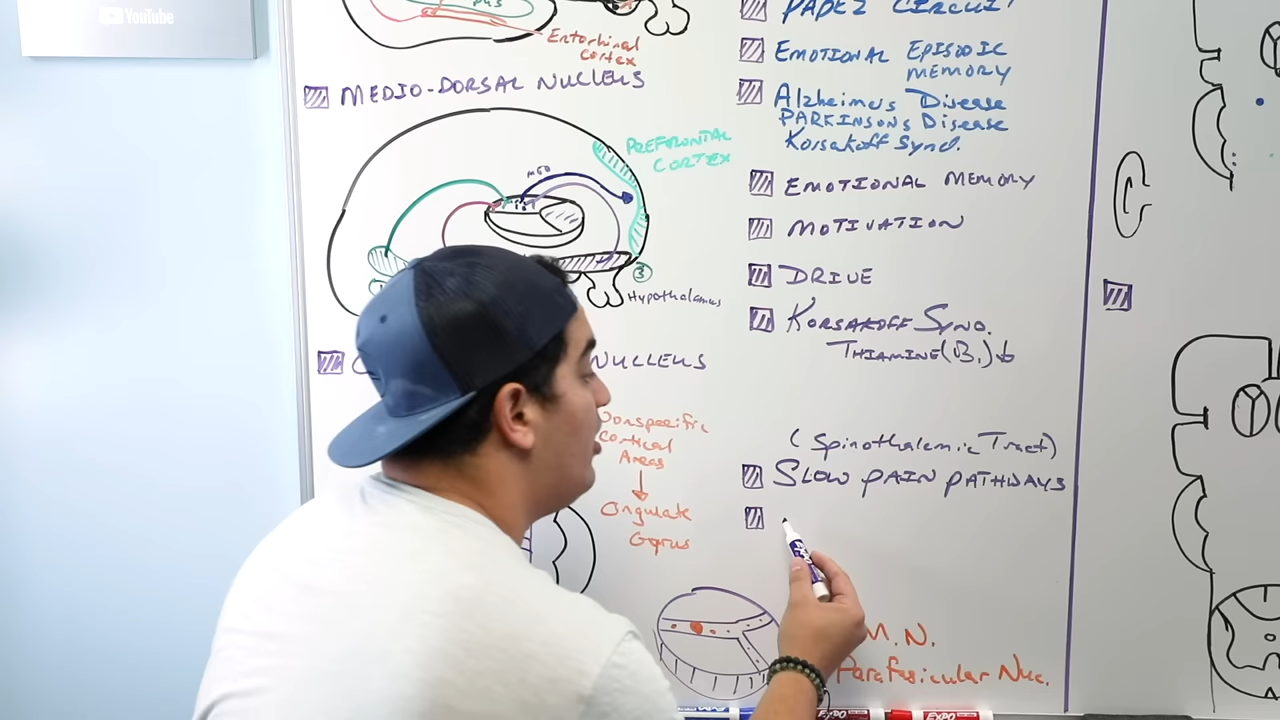 YouTube
PAPEZ CIRCUIT
Entorhinal
Cortex
EMOTIONAL EPISODIC
MEMORY
MEDIO-DORSAL NUCLEUS
Alzheimers Disease
PARKINSONS Disease
Korsakoff Synd.
PREFRONTAL
CORTEX
EMOTIONAL MEMORY
MOTIVATION
3
Hypothalamus
DRIVE
KORSAKOFF SYND.
THIAMINE (B₁) ↓
NUCLEUS
Nonspecific
Cortical
Areas
↓
Cingulate
Gyrus
(Spinothalamic Tract)
SLOW PAIN PATHWAYS
M.N.
Parafasicular Nuc.
EXPO
EXPO